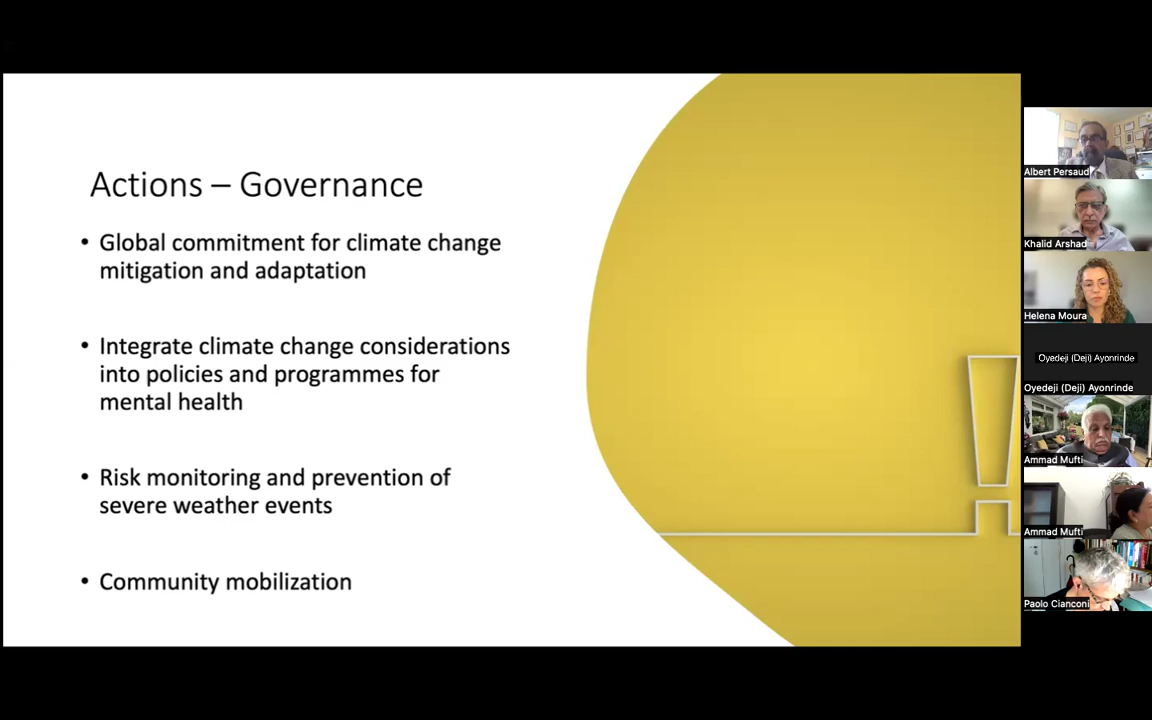 Actions – Governance
• Global commitment for climate change
mitigation and adaptation
• Integrate climate change considerations
into policies and programmes for
mental health
• Risk monitoring and prevention of
severe weather events
• Community mobilization
Albert Persaud
Khalid Arshad
Helena Moura
Oyedeji (Deji) Ayonrinde
Oyedeji (Deji) Ayonrinde
Ammad Mufti
Ammad Mufti
Paolo Cianconi